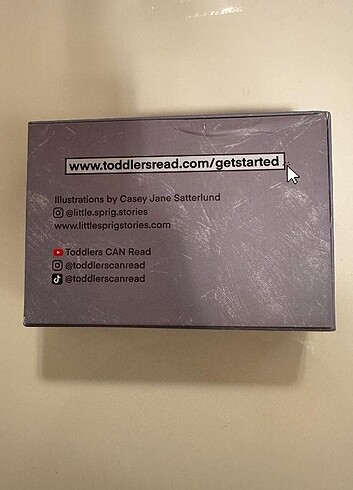 www.toddlersread.com/getstarted
Illustrations by Casey Jane Satterlund
@little.sprig.stories
www.littlesprigstories.com
Toddlers CAN Read
@toddlerscanread
@toddlerscanread